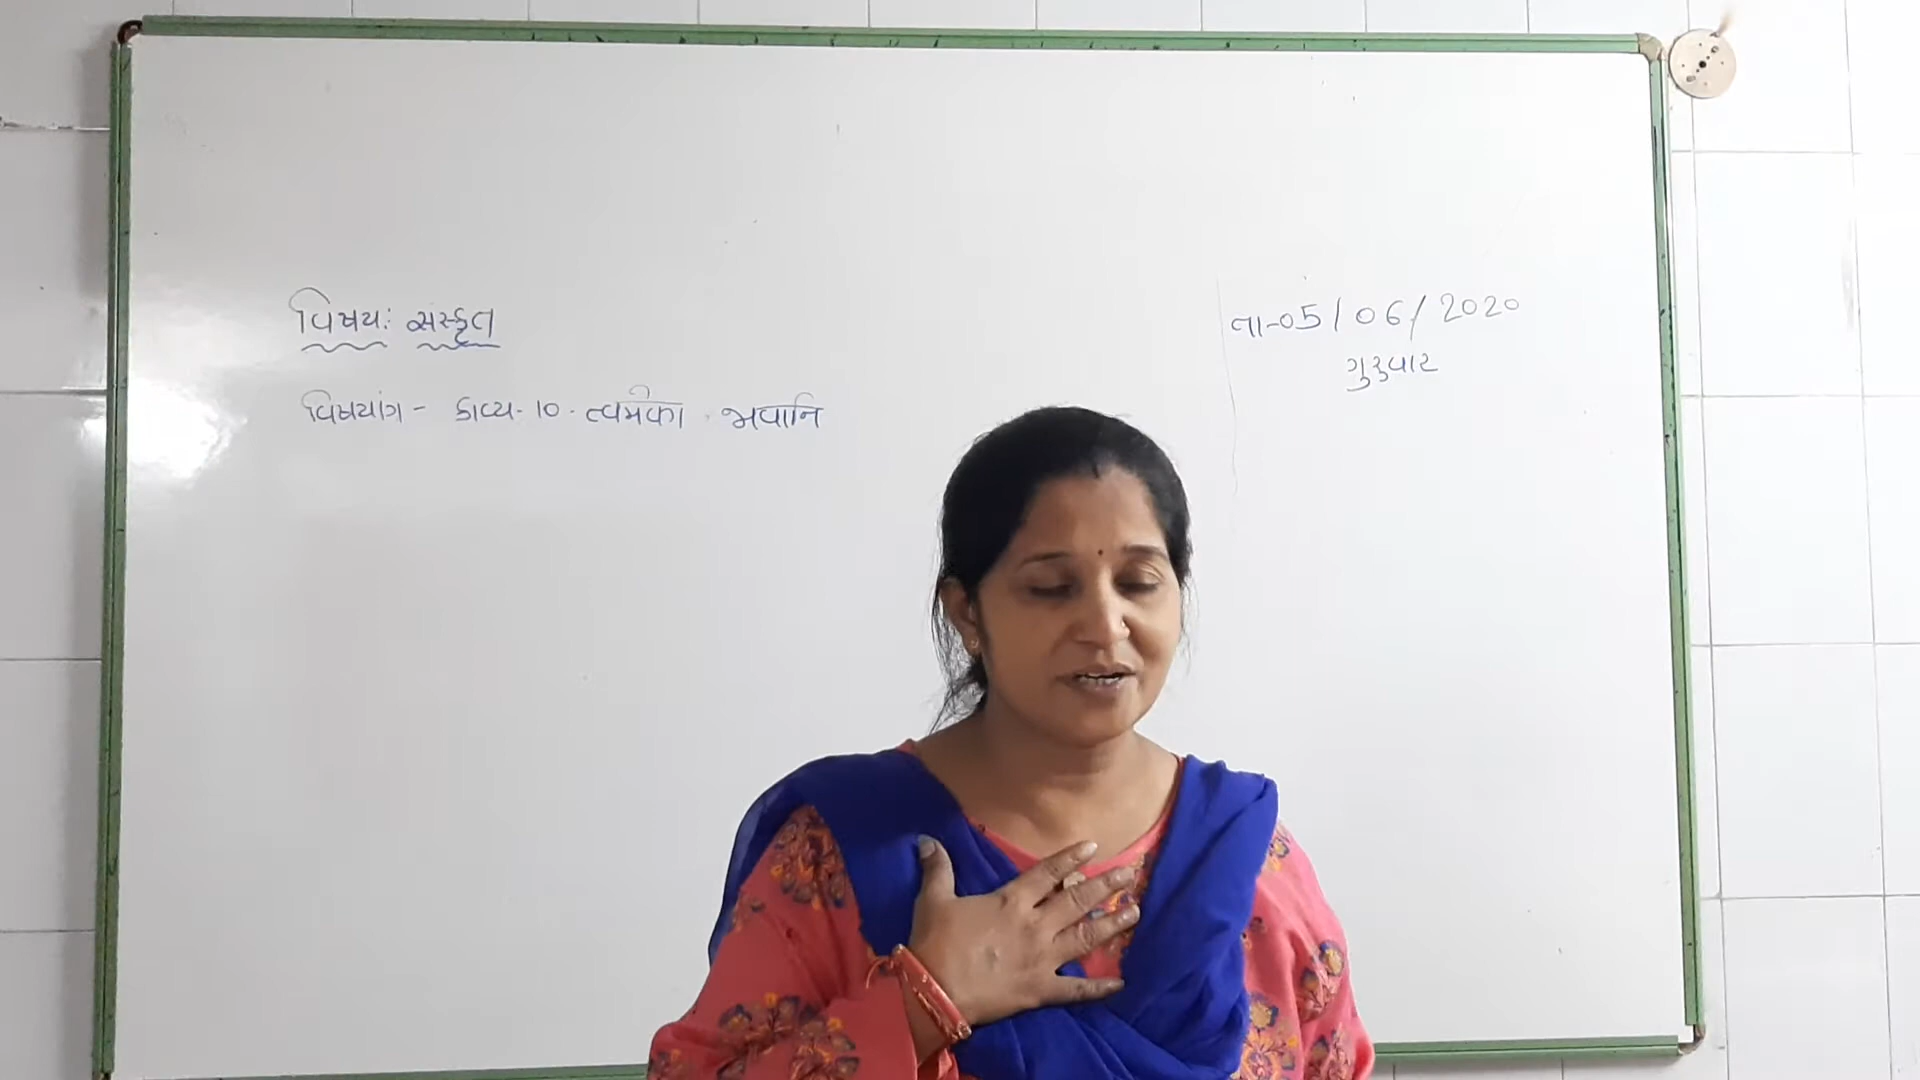 વિષય: સંસ્કૃત
વિષયાંગ - કાવ્ય- 10. ત્વમેકા ભવાનિ
તા-05/06/2020
ગુરુવાર